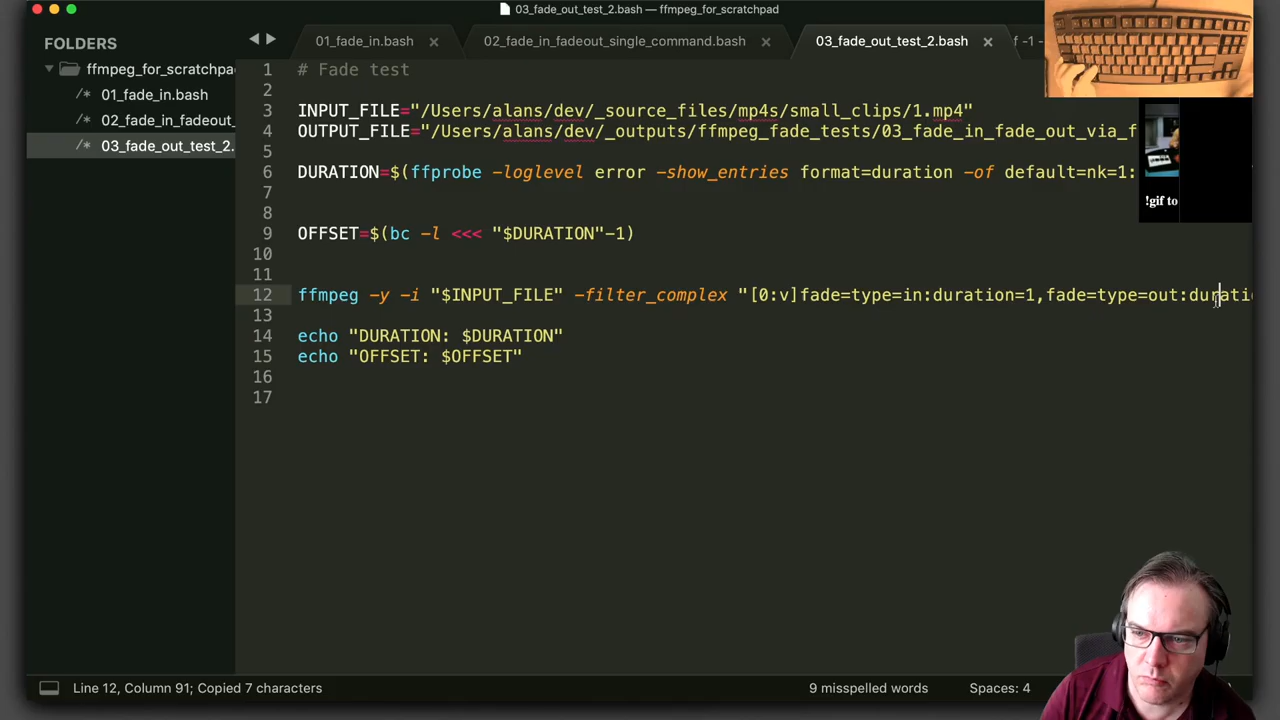 03_fade_out_test_2.bash — ffmpeg_for_scratchpad
FOLDERS
ffmpeg_for_scratchpa
01_fade_in.bash
02_fade_in_fadeout_
03_fade_out_test_2.
01_fade_in.bash
02_fade_in_fadeout_single_command.bash
03_fade_out_test_2.bash
f -1 -
1 # Fade test
2
3 INPUT_FILE="/Users/alans/dev/_source_files/mp4s/small_clips/1.mp4"
4 OUTPUT_FILE="/Users/alans/dev/_outputs/ffmpeg_fade_tests/03_fade_in_fade_out_via_f
5
6 DURATION=$(ffprobe -loglevel error -show_entries format=duration -of default=nk=1:
7
8
9 OFFSET=$(bc -l <<< "$DURATION"-1)
10
11
12 ffmpeg -y -i "$INPUT_FILE" -filter_complex "[0:v]fade=type=in:duration=1,fade=type=out:duratio
13
14 echo "DURATION: $DURATION"
15 echo "OFFSET: $OFFSET"
16
17
!gif to
Line 12, Column 91; Copied 7 characters
9 misspelled words
Spaces: 4